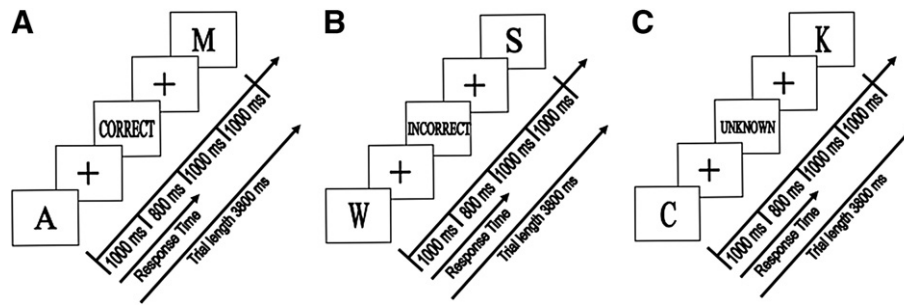 A
M
+
CORRECT
+
A
1000 ms
800 ms
1000 ms
1000 ms
Response Time
Trial length 3800 ms
B
S
+
INCORRECT
+
W
1000 ms
800 ms
1000 ms
1000 ms
Response Time
Trial length 3800 ms
C
K
+
UNKNOWN
+
C
1000 ms
800 ms
1000 ms
1000 ms
Response Time
Trial length 3800 ms